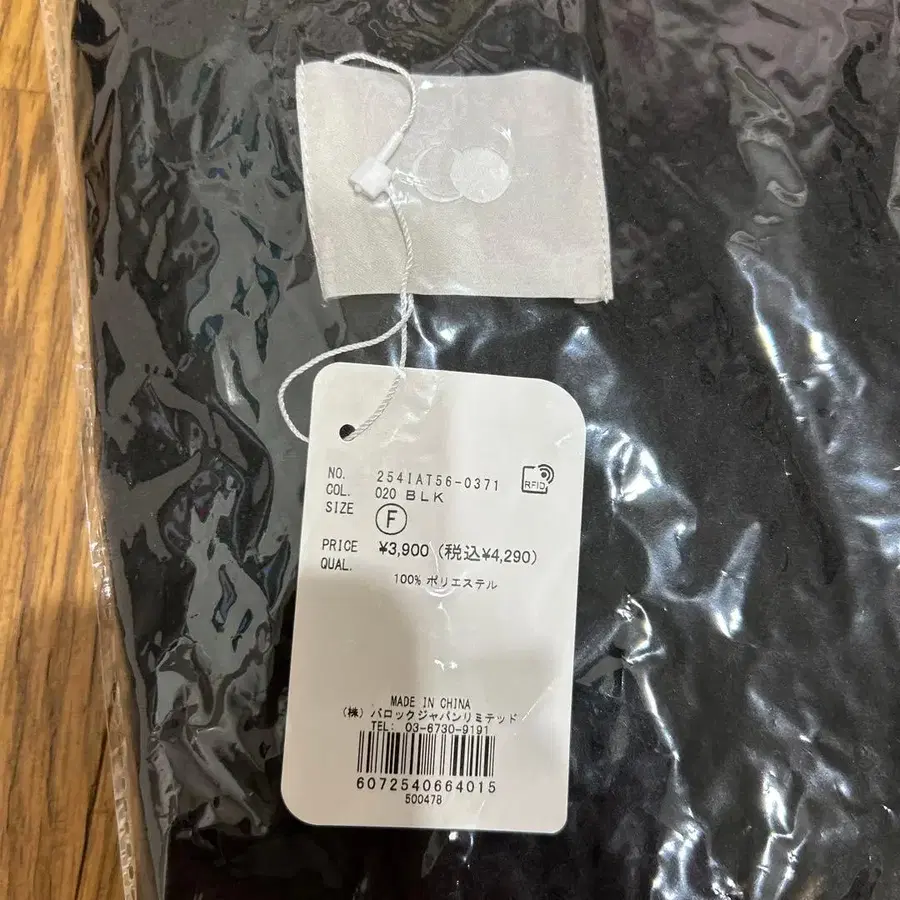 NO. 254IAT56-0371
RFID
COL. 020 BLK
SIZE F
PRICE ¥3,900 (税込¥4,290)
QUAL. 100% ポリエステル
MADE IN CHINA
(株) バロックジャパンリミテッド
TEL: 03-6730-9191
6072540664015
500478